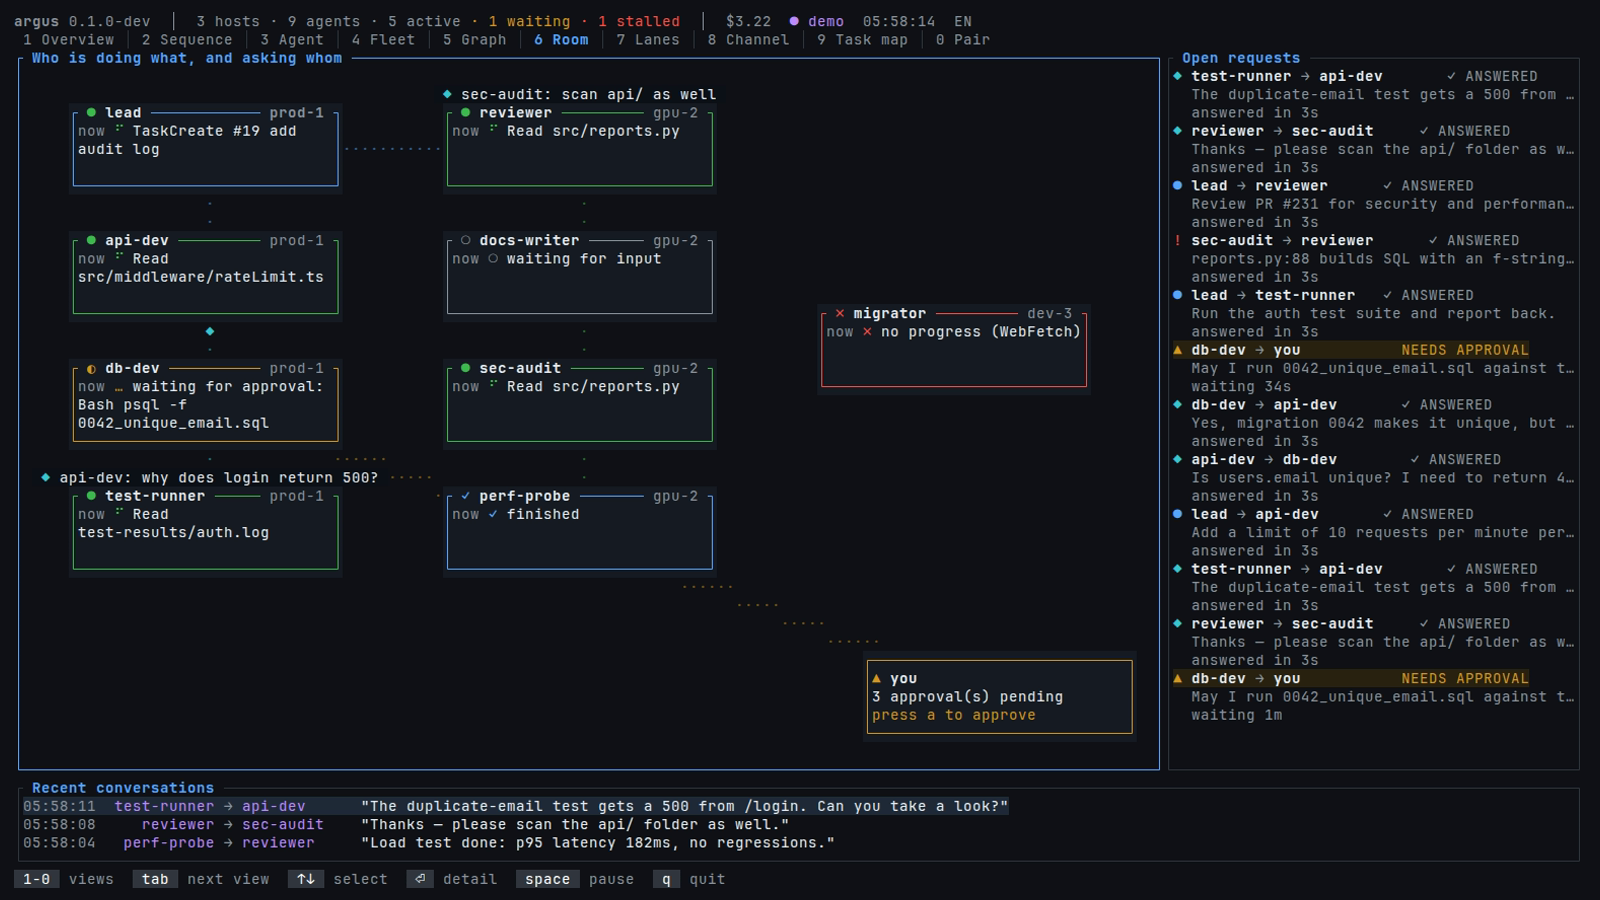 argus 0.1.0-dev │ 3 hosts · 9 agents · 5 active · 1 waiting · 1 stalled │ $3.22 ● demo 05:58:14 EN
1 Overview │ 2 Sequence │ 3 Agent │ 4 Fleet │ 5 Graph │ 6 Room │ 7 Lanes │ 8 Channel │ 9 Task map │ 0 Pair
Who is doing what, and asking whom
◆ sec-audit: scan api/ as well
● lead prod-1
now ⠋ TaskCreate #19 add
audit log
● reviewer gpu-2
now ⠋ Read src/reports.py
● api-dev prod-1
now ⠋ Read
src/middleware/rateLimit.ts
○ docs-writer gpu-2
now ○ waiting for input
✕ migrator dev-3
now ✕ no progress (WebFetch)
◐ db-dev prod-1
now … waiting for approval:
Bash psql -f
0042_unique_email.sql
● sec-audit gpu-2
now ⠋ Read src/reports.py
◆ api-dev: why does login return 500?
● test-runner prod-1
now ⠋ Read
test-results/auth.log
✓ perf-probe gpu-2
now ✓ finished
▲ you
3 approval(s) pending
press a to approve
Open requests
◆ test-runner → api-dev ✓ ANSWERED
The duplicate-email test gets a 500 from …
answered in 3s
◆ reviewer → sec-audit ✓ ANSWERED
Thanks — please scan the api/ folder as w…
answered in 3s
● lead → reviewer ✓ ANSWERED
Review PR #231 for security and performan…
answered in 3s
! sec-audit → reviewer ✓ ANSWERED
reports.py:88 builds SQL with an f-string…
answered in 3s
● lead → test-runner ✓ ANSWERED
Run the auth test suite and report back.
answered in 3s
▲ db-dev → you NEEDS APPROVAL
May I run 0042_unique_email.sql against t…
waiting 34s
◆ db-dev → api-dev ✓ ANSWERED
Yes, migration 0042 makes it unique, but …
answered in 3s
◆ api-dev → db-dev ✓ ANSWERED
Is users.email unique? I need to return 4…
answered in 3s
● lead → api-dev ✓ ANSWERED
Add a limit of 10 requests per minute per…
answered in 3s
◆ test-runner → api-dev ✓ ANSWERED
The duplicate-email test gets a 500 from …
answered in 3s
◆ reviewer → sec-audit ✓ ANSWERED
Thanks — please scan the api/ folder as w…
answered in 3s
▲ db-dev → you NEEDS APPROVAL
May I run 0042_unique_email.sql against t…
waiting 1m
Recent conversations
05:58:11 test-runner → api-dev "The duplicate-email test gets a 500 from /login. Can you take a look?"
05:58:08 reviewer → sec-audit "Thanks — please scan the api/ folder as well."
05:58:04 perf-probe → reviewer "Load test done: p95 latency 182ms, no regressions."
1-0 views tab next view ↑↓ select ⏎ detail space pause q quit